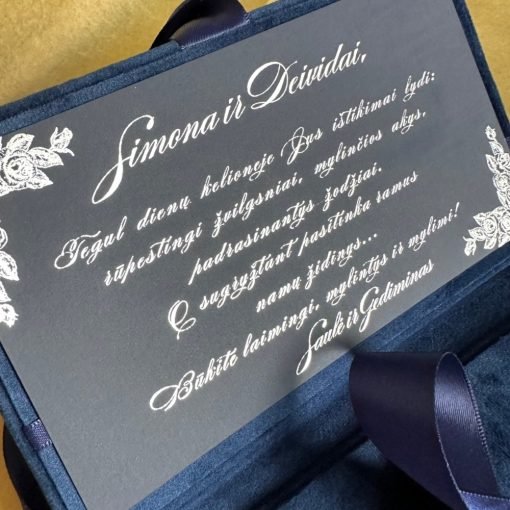 Simona ir Deividai,
Tegul dienų kelionėje Jus ištikimai lydi:
rūpestingi žvilgsniai, mylinčios akys,
padrasinantys žodžiai.
O sugrįžtant pasitinka ramus
namų židinys...
Būkite laimingi, mylintys ir mylimi!
Saulė ir Gediminas